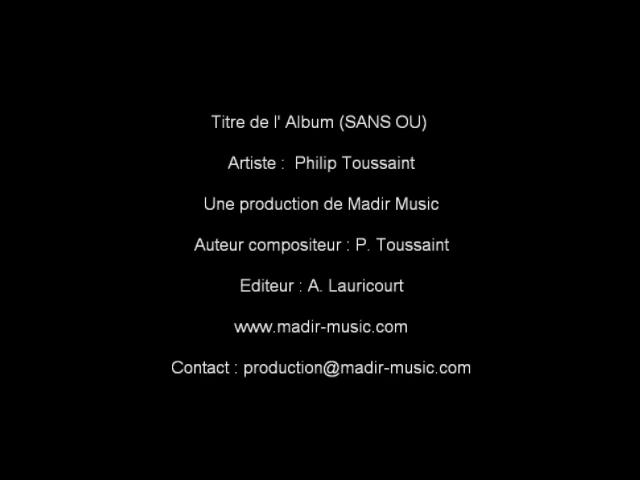 Titre de l' Album (SANS OU)
Artiste :  Philip Toussaint
Une production de Madir Music
Auteur compositeur : P. Toussaint
Editeur : A. Lauricourt
www.madir-music.com
Contact : production@madir-music.com